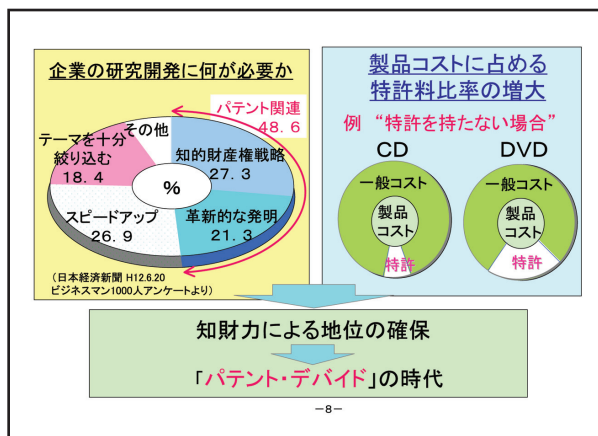 企業の研究開発に何が必要か
パテント関連
48.6
その他
テーマを十分
絞り込む
18.4
知的財産権戦略
27.3
%
スピードアップ
26.9
革新的な発明
21.3
(日本経済新聞 H12.6.20
ビジネスマン1000人アンケートより)
製品コストに占める
特許料比率の増大
例 “特許を持たない場合”
CD
DVD
一般コスト
製品
コスト
特許
一般コスト
製品
コスト
特許
知財力による地位の確保
「パテント・デバイド」の時代
−8−